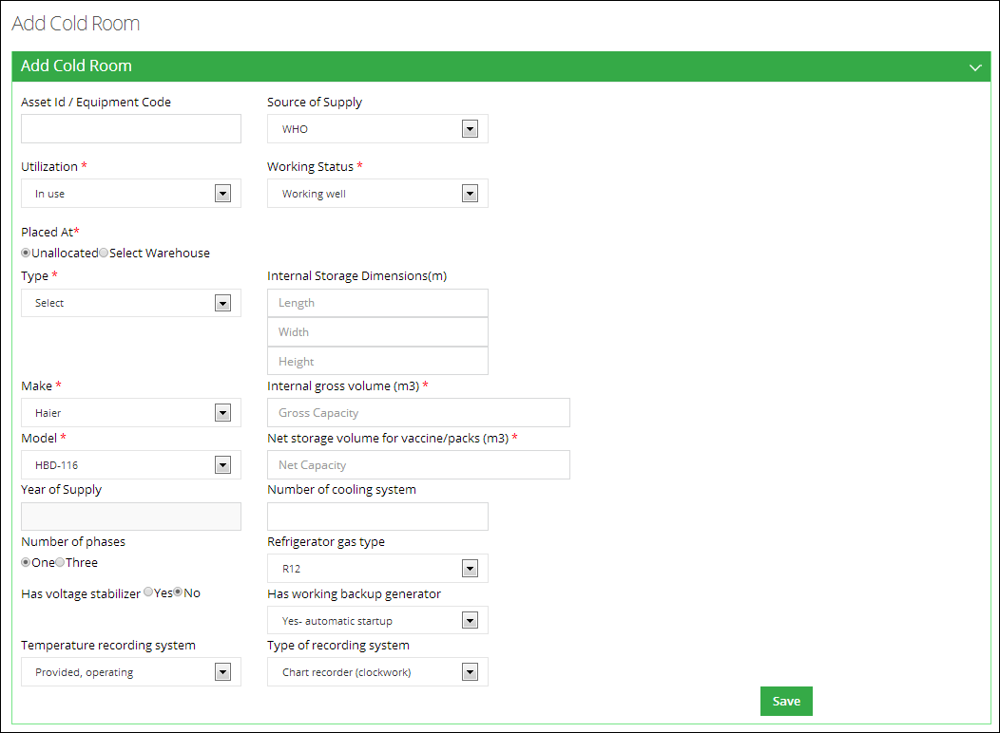 Add Cold Room
Add Cold Room
Asset Id / Equipment Code Source of Supply
WHO
Utilization * Working Status *
In use Working well
Placed At*
Unallocated Select Warehouse
Type * Internal Storage Dimensions(m)
Select Length
Width
Height
Make * Internal gross volume (m3) *
Haier Gross Capacity
Model * Net storage volume for vaccine/packs (m3) *
HBD-116 Net Capacity
Year of Supply Number of cooling system
Number of phases Refrigerator gas type
One Three R12
Has voltage stabilizer Yes No Has working backup generator
Yes- automatic startup
Temperature recording system Type of recording system
Provided, operating Chart recorder (clockwork)
Save